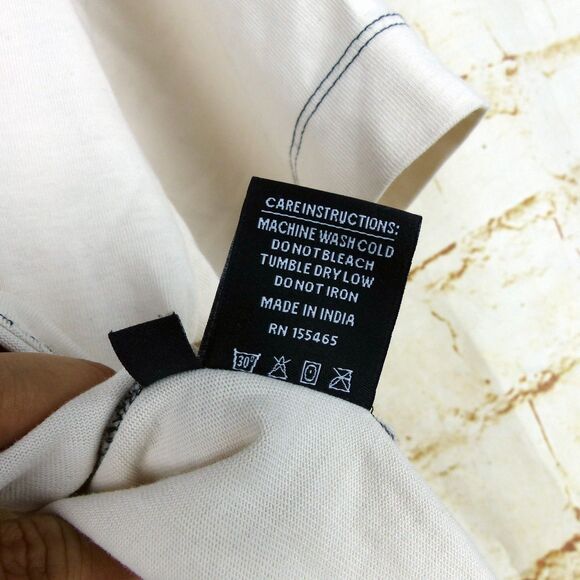 CARE INSTRUCTIONS:
MACHINE WASH COLD
DO NOT BLEACH
TUMBLE DRY LOW
DO NOT IRON
MADE IN INDIA
RN 155465
30°